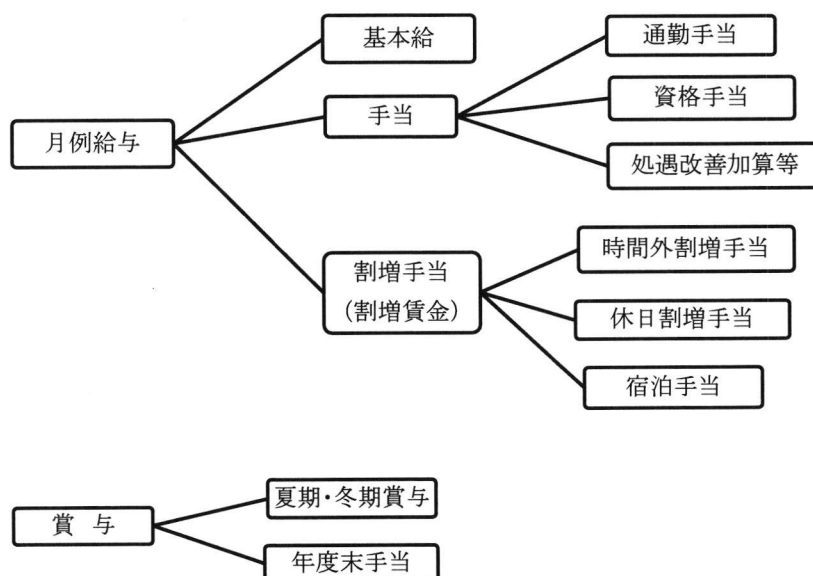 基本給
通勤手当
手当
資格手当
月例給与
処遇改善加算等
割増手当
(割増賃金)
時間外割増手当
休日割増手当
宿泊手当
夏期・冬期賞与
賞 与
年度末手当